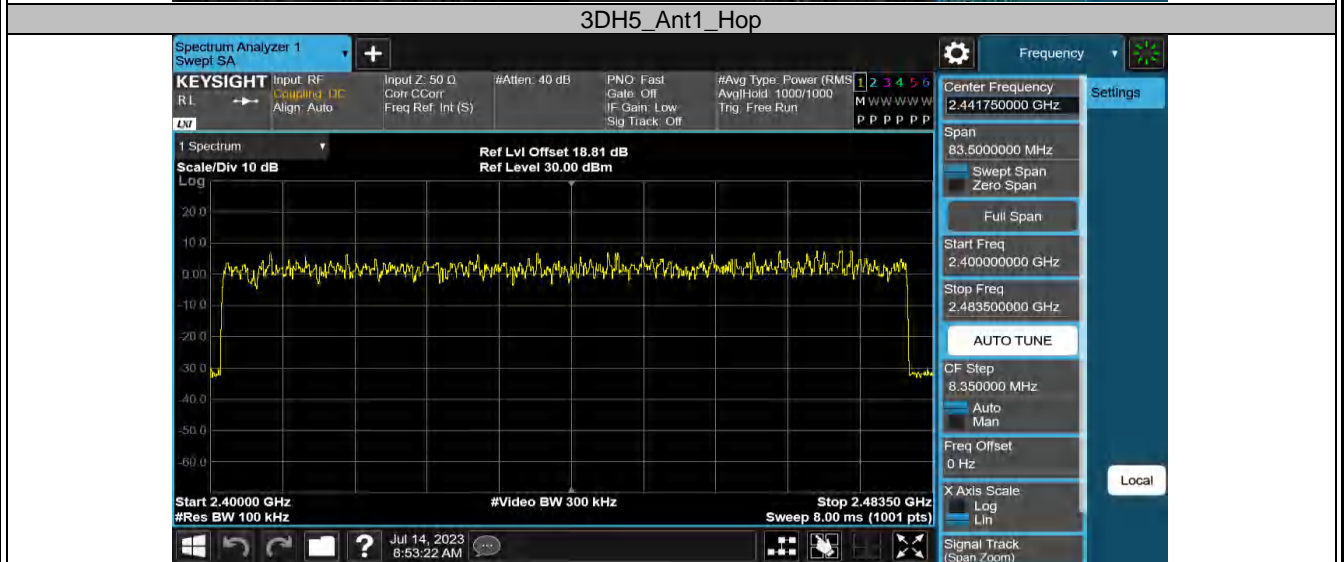 3DH5_Ant1_Hop
Spectrum Analyzer 1
Swept SA
+
Frequency
KEYSIGHT
RL
LXI
Input: RF
Coupling: DC
Align: Auto
Input Z: 50 Ω
Corr CCorr
Freq Ref: Int (S)
#Atten: 40 dB
PNO: Fast
Gate: Off
IF Gain: Low
Sig Track: Off
#Avg Type: Power (RMS
Avg|Hold: 1000/1000
Trig: Free Run
1 2 3 4 5 6
M W W W W W
P P P P P P
Center Frequency
2.441750000 GHz
Settings
1 Spectrum
Scale/Div 10 dB
Log
Ref Lvl Offset 18.81 dB
Ref Level 30.00 dBm
Span
83.5000000 MHz
Swept Span
Zero Span
Full Span
Start Freq
2.400000000 GHz
Stop Freq
2.483500000 GHz
AUTO TUNE
CF Step
8.350000 MHz
Auto
Man
Freq Offset
0 Hz
X Axis Scale
Log
Lin
Signal Track
(Span Zoom)
Local
20.0
10.0
0.00
-10.0
-20.0
-30.0
-40.0
-50.0
-60.0
Start 2.40000 GHz
#Res BW 100 kHz
#Video BW 300 kHz
Stop 2.48350 GHz
Sweep 8.00 ms (1001 pts)
?
Jul 14, 2023
8:53:22 AM